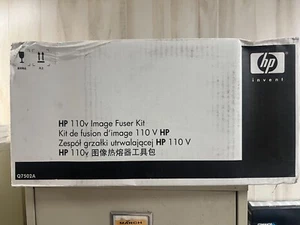 hp
invent
HP 110v Image Fuser Kit
Kit de fusion d'image 110 V HP
Zespół grzałki utrwalającej HP 110 V
HP 110v 图像热熔器工具包
Q7502A
MARCH